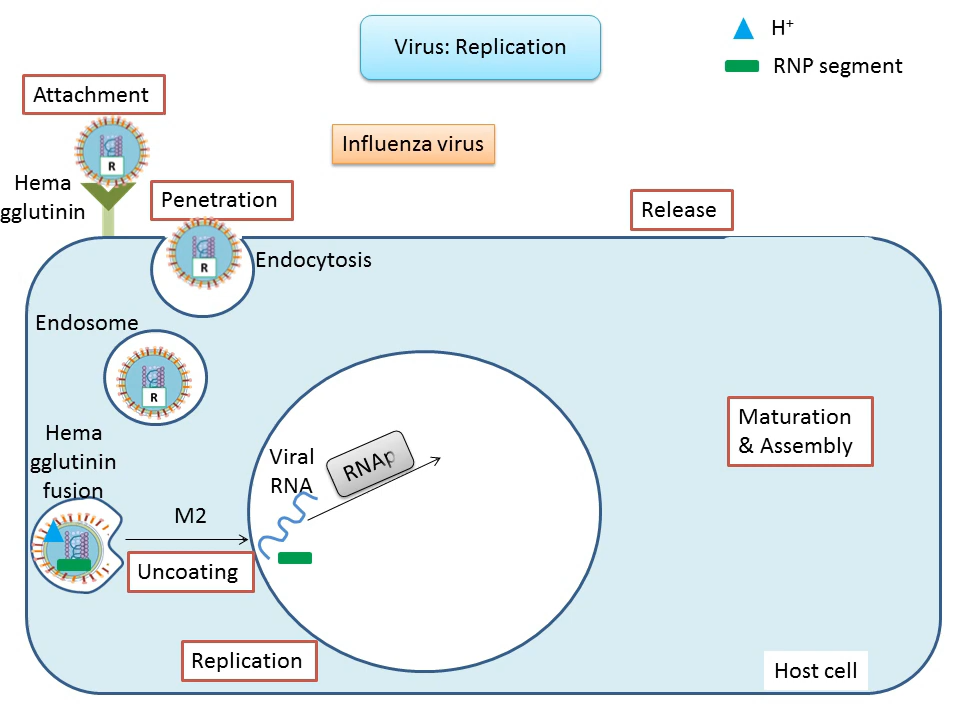 Virus: Replication
H+
RNP segment
Attachment
Influenza virus
R
Hema
gglutinin
Penetration
Release
R
Endocytosis
Endosome
R
Maturation
& Assembly
Hema
gglutinin
fusion
Viral
RNA
RNAp
M2
Uncoating
Replication
Host cell